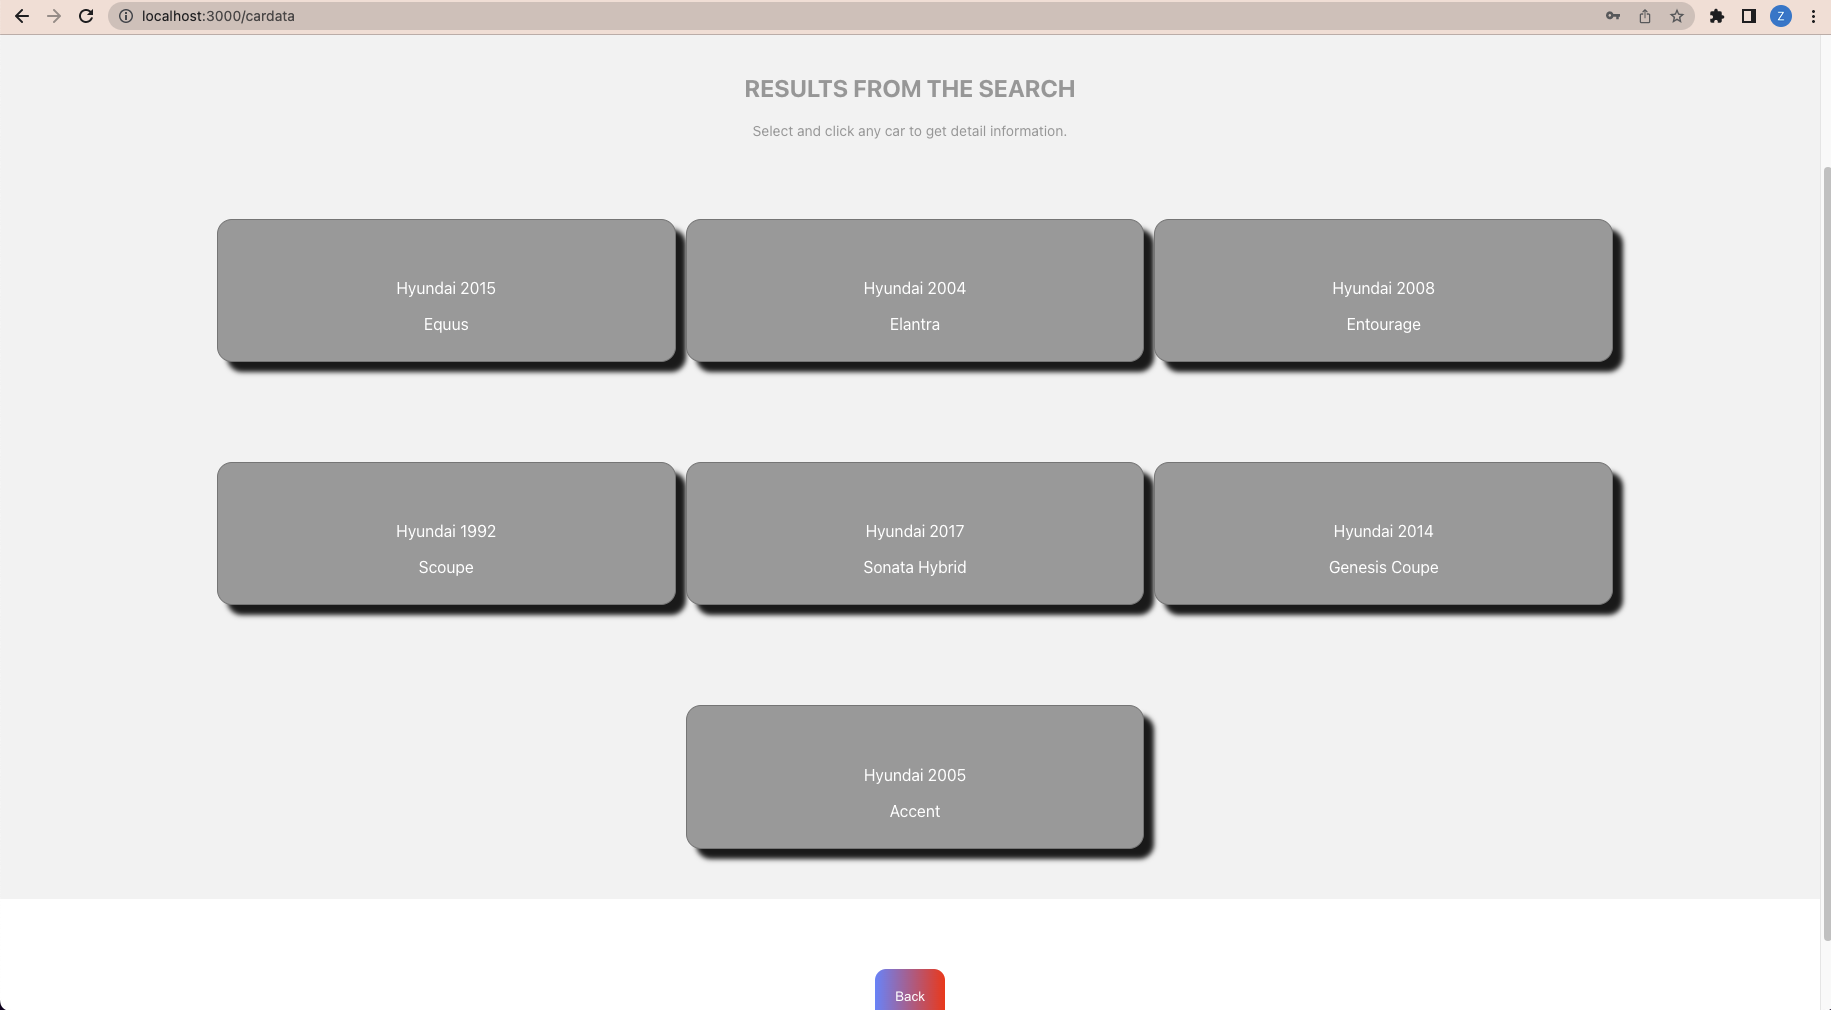 localhost:3000/cardata
Z
RESULTS FROM THE SEARCH
Select and click any car to get detail information.
Hyundai 2015
Equus
Hyundai 2004
Elantra
Hyundai 2008
Entourage
Hyundai 1992
Scoupe
Hyundai 2017
Sonata Hybrid
Hyundai 2014
Genesis Coupe
Hyundai 2005
Accent
Back